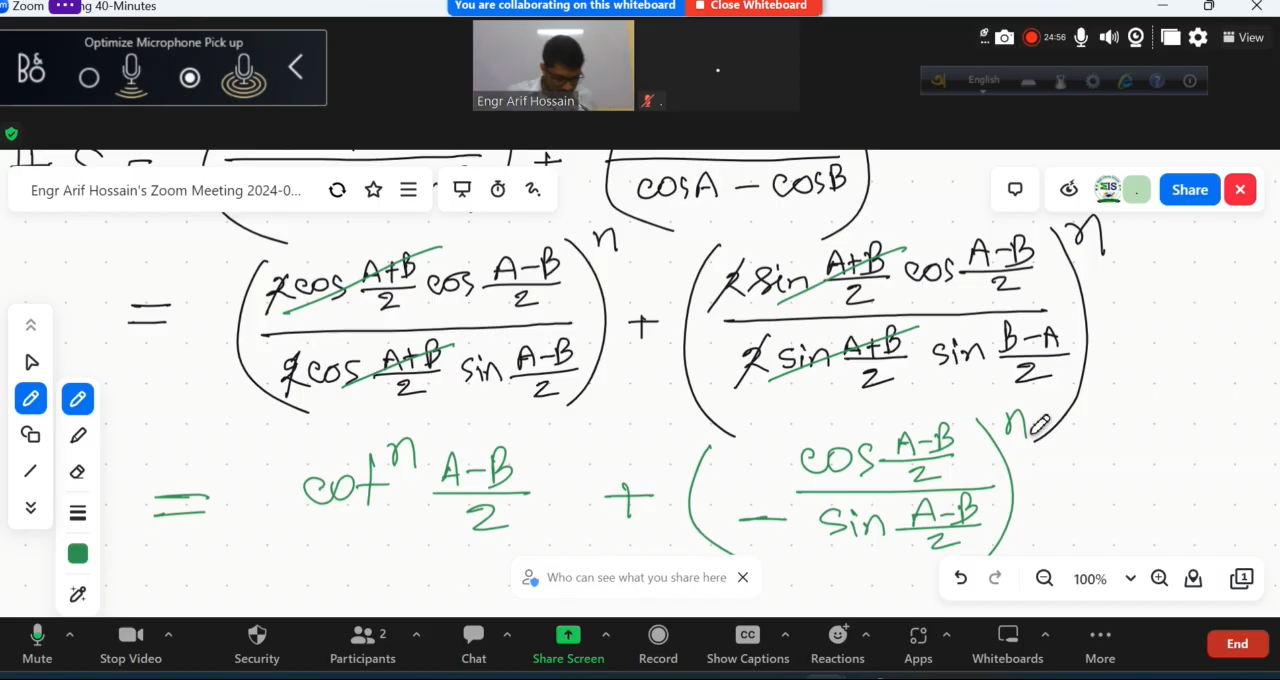 Zoom ng 40-Minutes
You are collaborating on this whiteboard Close Whiteboard
Optimize Microphone Pick up
B&O
24:56 View
English
Engr Arif Hossain
cosA - cosB
Engr Arif Hossain's Zoom Meeting 2024-0... EIS Share
= (2cos (A+B)/2 cos (A-B)/2 / 2cos (A+B)/2 sin (A-B)/2)^n + (2sin (A+B)/2 cos (A-B)/2 / 2sin (A+B)/2 sin (B-A)/2)^n
= cot^n (A-B)/2 + (- cos (A-B)/2 / sin (A-B)/2)^n
Who can see what you share here
100% 1
Mute Stop Video Security Participants 2 Chat Share Screen Record CC Show Captions Reactions Apps Whiteboards More End